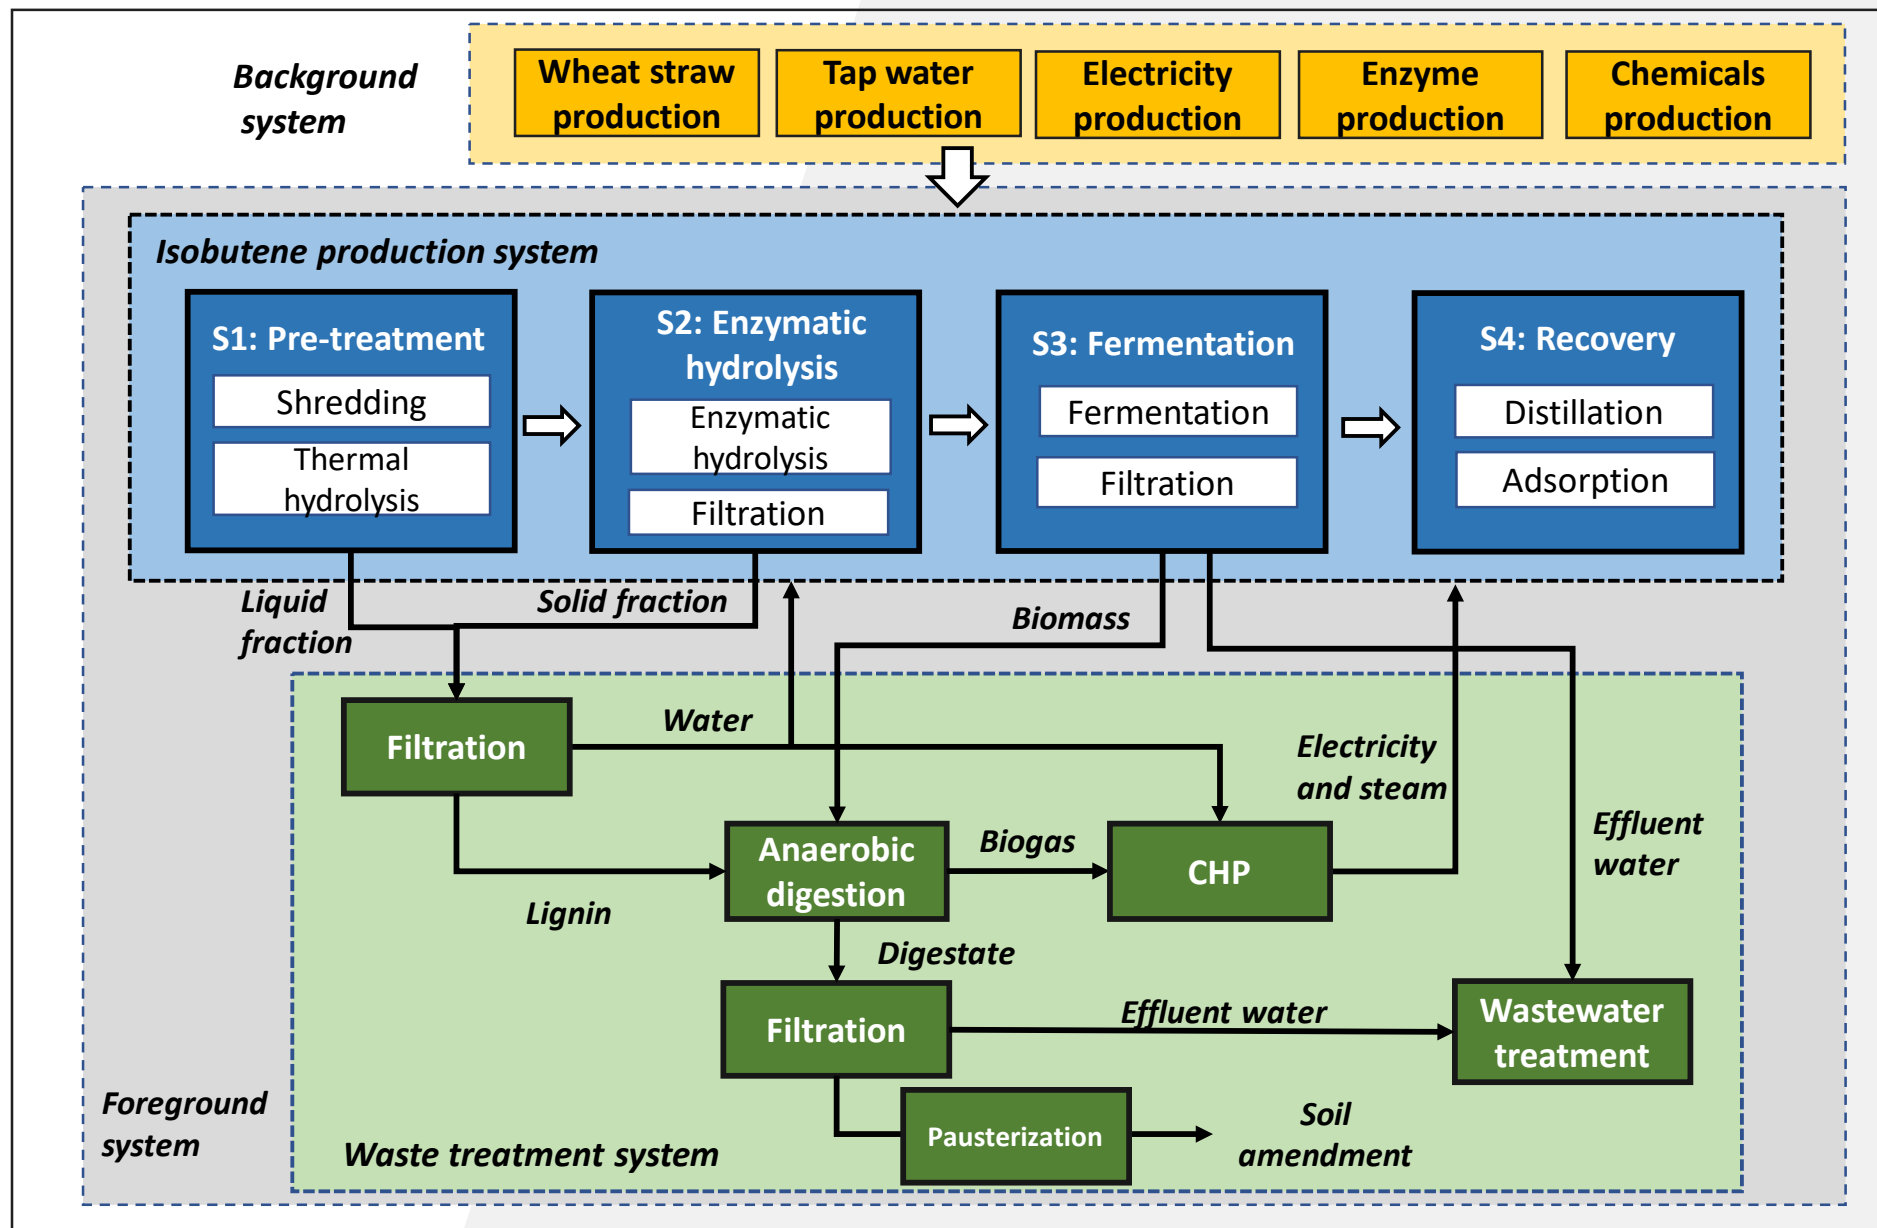 Background
system
Wheat straw
production
Tap water
production
Electricity
production
Enzyme
production
Chemicals
production
Isobutene production system
S1: Pre-treatment
Shredding
Thermal
hydrolysis
S2: Enzymatic
hydrolysis
Enzymatic
hydrolysis
Filtration
S3: Fermentation
Fermentation
Filtration
S4: Recovery
Distillation
Adsorption
Liquid
fraction
Solid fraction
Biomass
Filtration
Water
Electricity
and steam
Effluent
water
Anaerobic
digestion
Biogas
CHP
Lignin
Digestate
Filtration
Effluent water
Wastewater
treatment
Foreground
system
Waste treatment system
Pausterization
Soil
amendment